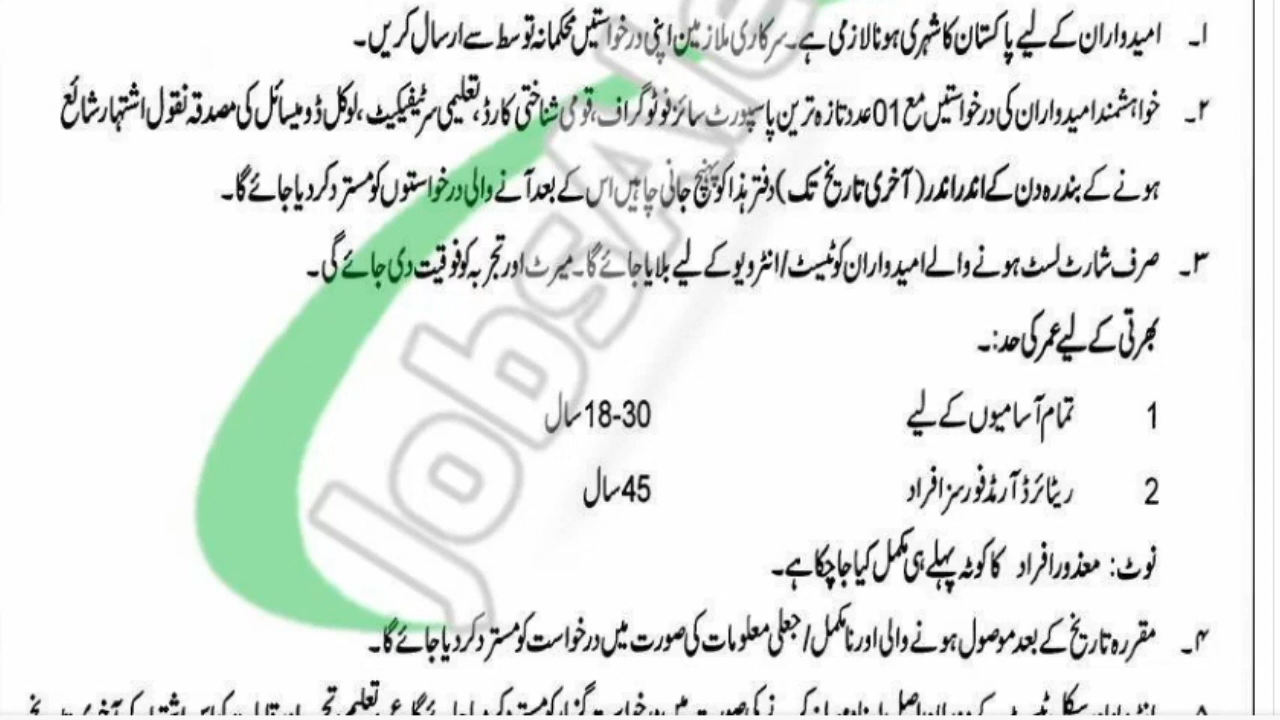 ۱۔ امیدواران کے لیے پاکستان کا شہری ہونا لازمی ہے۔ سرکاری ملازمین اپنی درخواستیں محکمانہ توسط سے ارسال کریں۔
۲۔ خواہشمند امیدواران کی درخواستیں مع 01 عدد تازہ ترین پاسپورٹ سائز فوٹو گراف، قومی شناختی کارڈ، تعلیمی سرٹیفیکیٹ، لوکل ڈومیسائل کی مصدقہ نقول اشتہار شائع
ہونے کے پندرہ دن کے اندر اندر (آخری تاریخ تک) دفتر ہذا کو پہنچ جانی چاہیں اس کے بعد آنے والی درخواستوں کو مسترد کر دیا جائے گا۔
۳۔ صرف شارٹ لسٹ ہونے والے امیدواران کو ٹیسٹ/انٹرویو کے لیے بلایا جائے گا۔ میرٹ اور تجربہ کو فوقیت دی جائے گی۔
بھرتی کے لیے عمر کی حد:۔
1 تمام آسامیوں کے لیے 18-30 سال
2 ریٹائرڈ آرمڈ فورسز افراد 45 سال
نوٹ: معذور افراد کا کوٹہ پہلے ہی مکمل کیا جا چکا ہے۔
۴۔ مقررہ تاریخ کے بعد موصول ہونے والی اور نامکمل/جعلی معلومات کی صورت میں درخواست کو مسترد کر دیا جائے گا۔
JobsAle